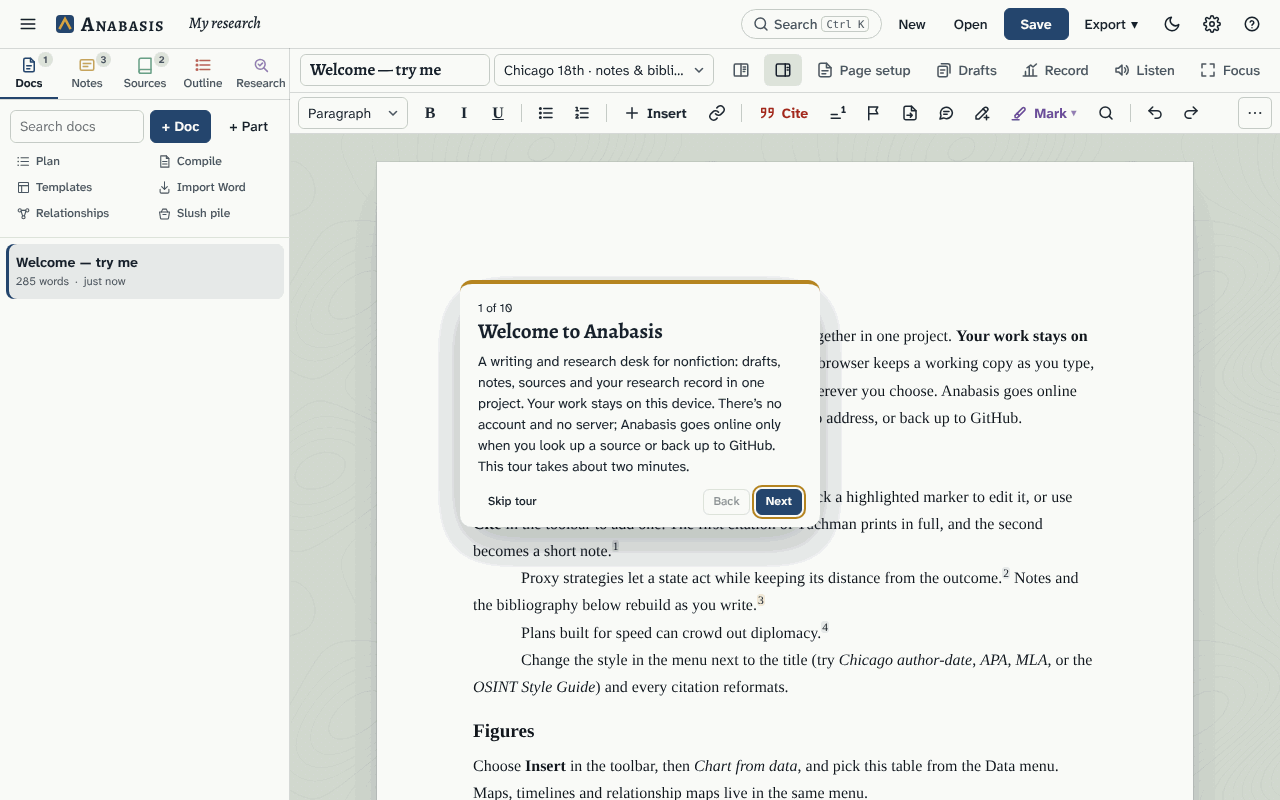 ANABASIS
My research
Search Ctrl K
New
Open
Save
Export ▾
Docs 1
Notes 3
Sources 2
Outline
Research
Welcome — try me
Chicago 18th · notes & bibli...
Page setup
Drafts
Record
Listen
Focus
Search docs
+ Doc
+ Part
Paragraph
B
I
U
Insert
Cite
Mark ▾
Plan
Compile
Templates
Import Word
Relationships
Slush pile
Welcome — try me
285 words · just now
1 of 10
Welcome to Anabasis
A writing and research desk for nonfiction: drafts,
notes, sources and your research record in one
project. Your work stays on this device. There's no
account and no server; Anabasis goes online only
when you look up a source or back up to GitHub.
This tour takes about two minutes.
Skip tour
Back
Next
in one project. Your work stays on
browser keeps a working copy as you type,
you choose. Anabasis goes online
address, or back up to GitHub.
a highlighted marker to edit it, or use
prints in full, and the second
becomes a short note.1
Proxy strategies let a state act while keeping its distance from the outcome.2 Notes and
the bibliography below rebuild as you write.3
Plans built for speed can crowd out diplomacy.4
Change the style in the menu next to the title (try Chicago author-date, APA, MLA, or the
OSINT Style Guide) and every citation reformats.
Figures
Choose Insert in the toolbar, then Chart from data, and pick this table from the Data menu.
Maps, timelines and relationship maps live in the same menu.